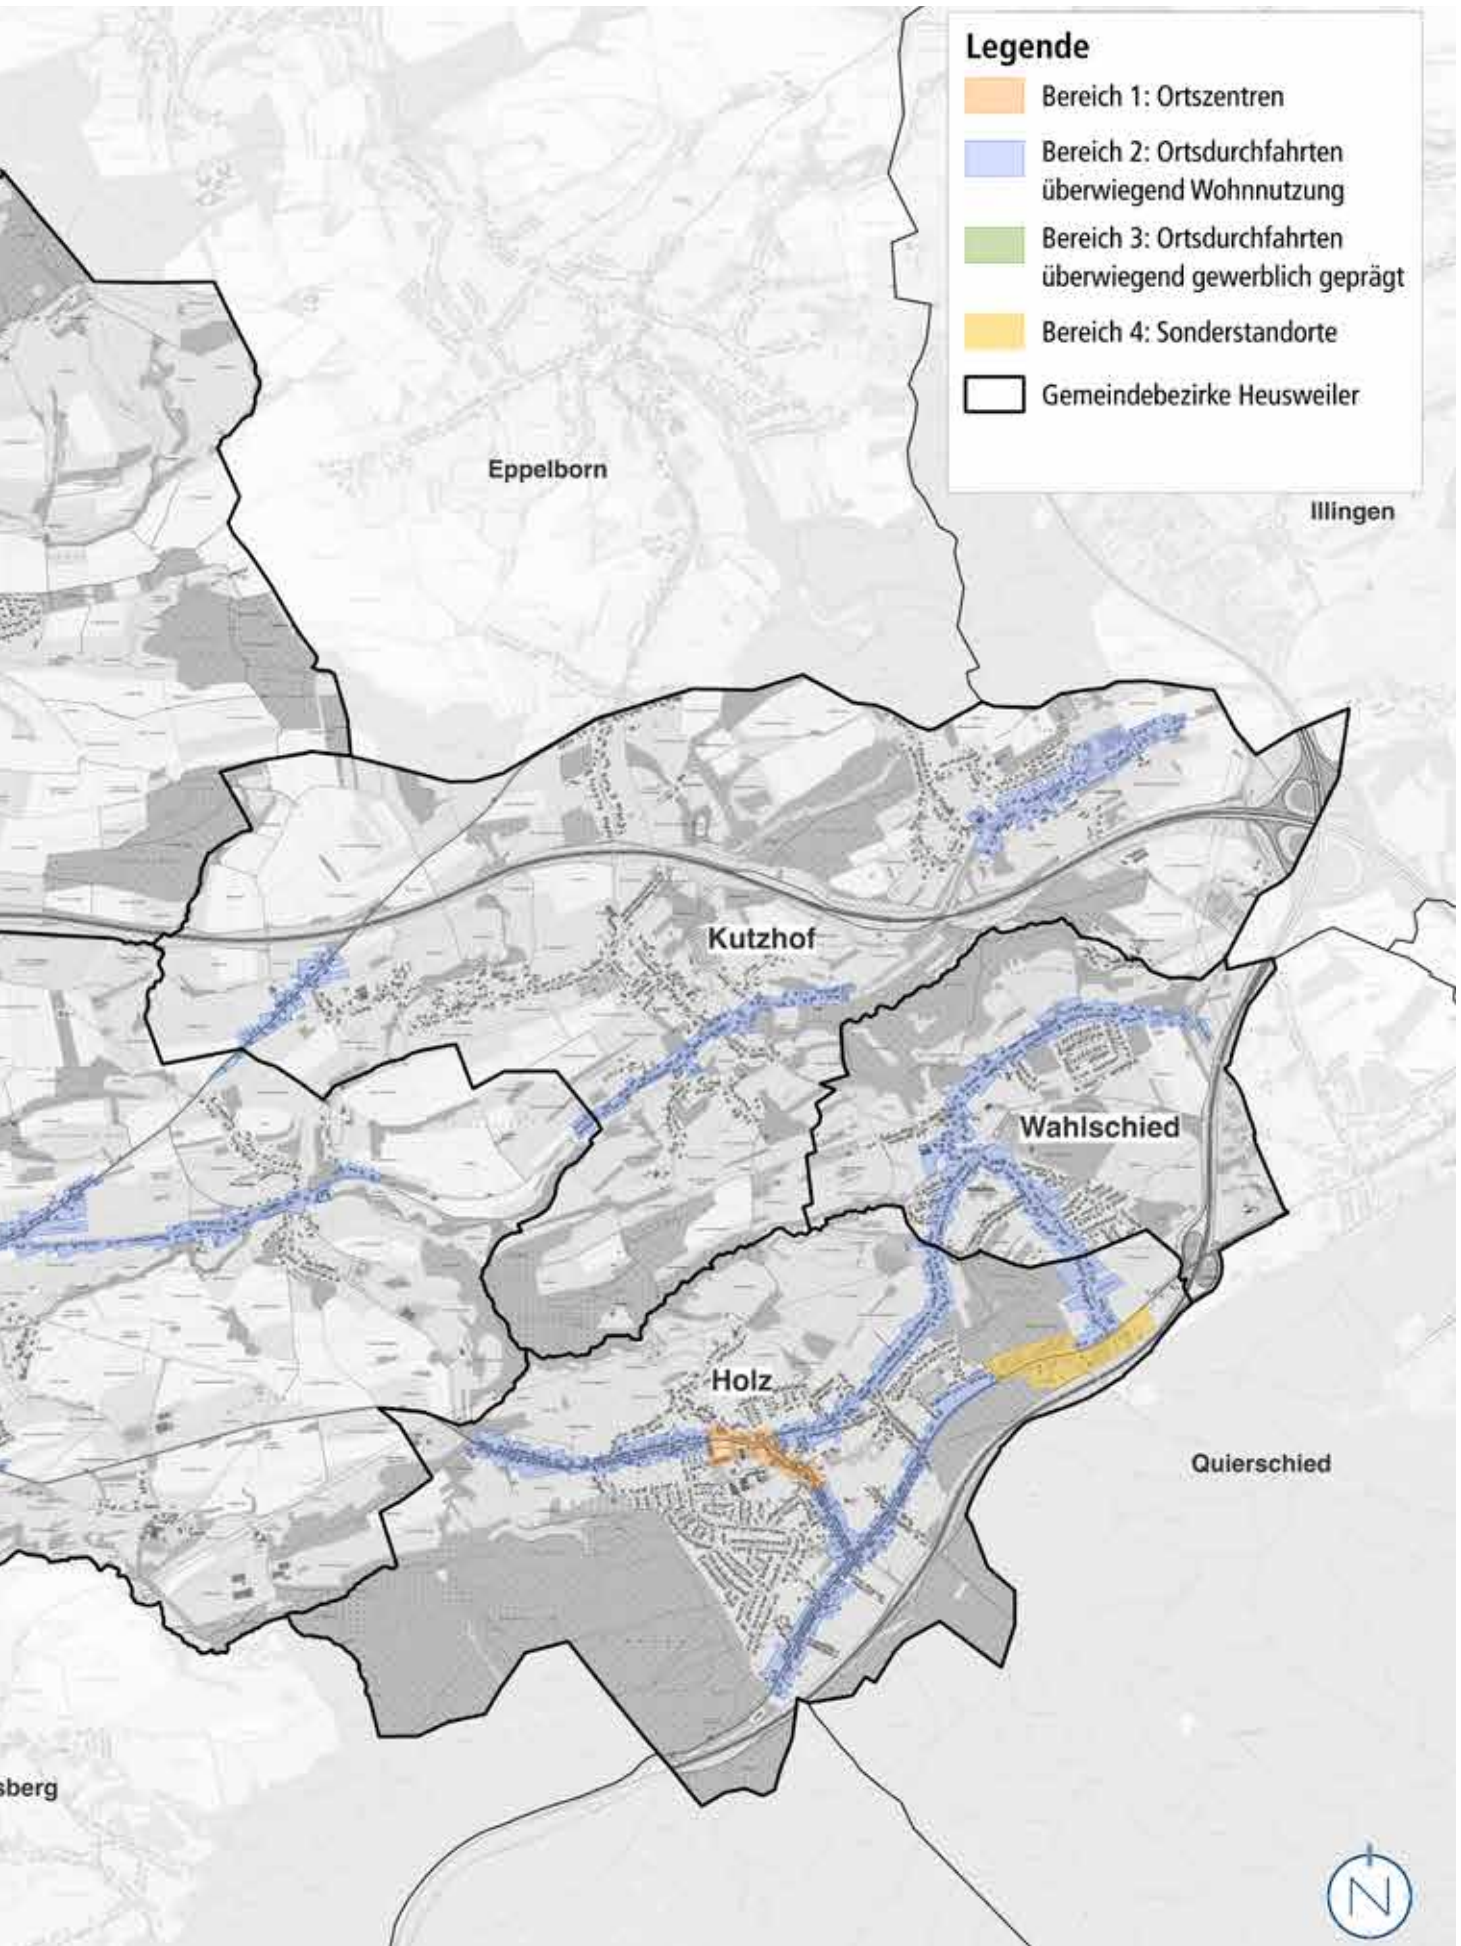 Legende
Bereich 1: Ortszentren
Bereich 2: Ortsdurchfahrten
überwiegend Wohnnutzung
Bereich 3: Ortsdurchfahrten
überwiegend gewerblich geprägt
Bereich 4: Sonderstandorte
Gemeindebezirke Heusweiler
Eppelborn
Illingen
Kutzhof
Wahlschied
Holz
Quierschied
sberg
N